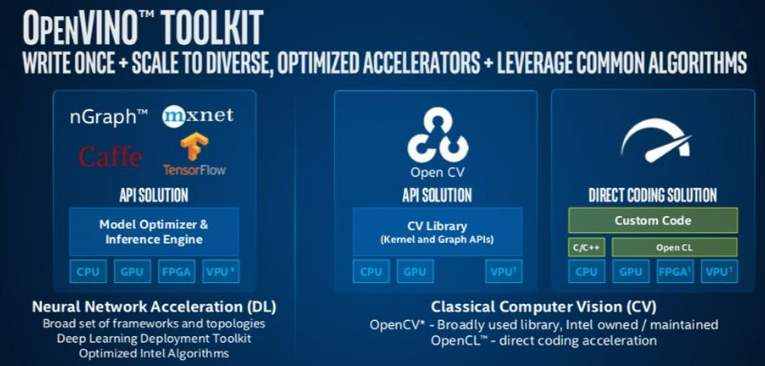 OPENVINO™ TOOLKIT
WRITE ONCE + SCALE TO DIVERSE, OPTIMIZED ACCELERATORS + LEVERAGE COMMON ALGORITHMS
nGraph™ mxnet
Caffe TensorFlow
API SOLUTION
Model Optimizer &
Inference Engine
CPU GPU FPGA VPU¥
Neural Network Acceleration (DL)
Broad set of frameworks and topologies
Deep Learning Deployment Toolkit
Optimized Intel Algorithms
Open CV
API SOLUTION
CV Library
(Kernel and Graph APIs)
CPU GPU VPU¹
DIRECT CODING SOLUTION
Custom Code
C/C++ Open CL
CPU GPU FPGA¹ VPU¹
Classical Computer Vision (CV)
OpenCV* - Broadly used library, Intel owned / maintained
OpenCL™ - direct coding acceleration